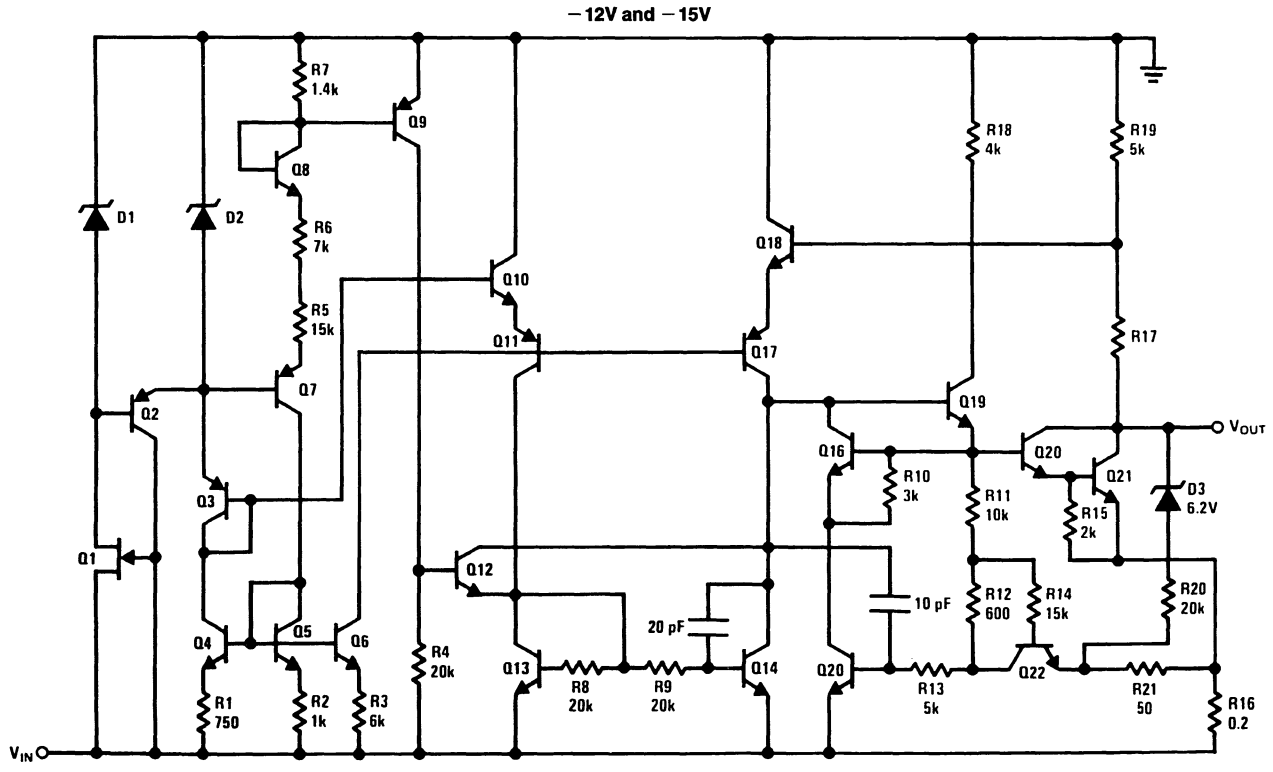 −12V and −15V
R7
1.4k
Q9
Q8
R18
4k
R19
5k
D1
D2
R6
7k
Q18
Q10
R5
15k
Q11
Q17
R17
Q7
Q2
Q19
VOUT
Q16
Q20
Q21
R10
3k
D3
6.2V
Q3
R11
10k
R15
2k
Q1
Q12
10 pF
R12
600
R14
15k
R20
20k
20 pF
Q4
Q5
Q6
R4
20k
Q13
R8
20k
R9
20k
Q14
Q20
R13
5k
Q22
R21
50
R1
750
R2
1k
R3
6k
R16
0.2
VIN